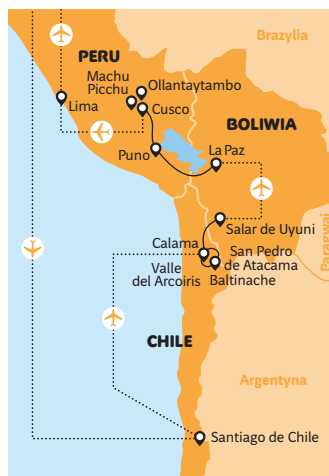 Brazylia
PERU
Machu
Picchu
Ollantaytambo
Lima
Cusco
BOLIWIA
Puno
La Paz
Salar de Uyuni
Paragwaj
Calama
San Pedro
de Atacama
Valle
del Arcoiris
Baltinache
CHILE
Argentyna
Santiago de Chile